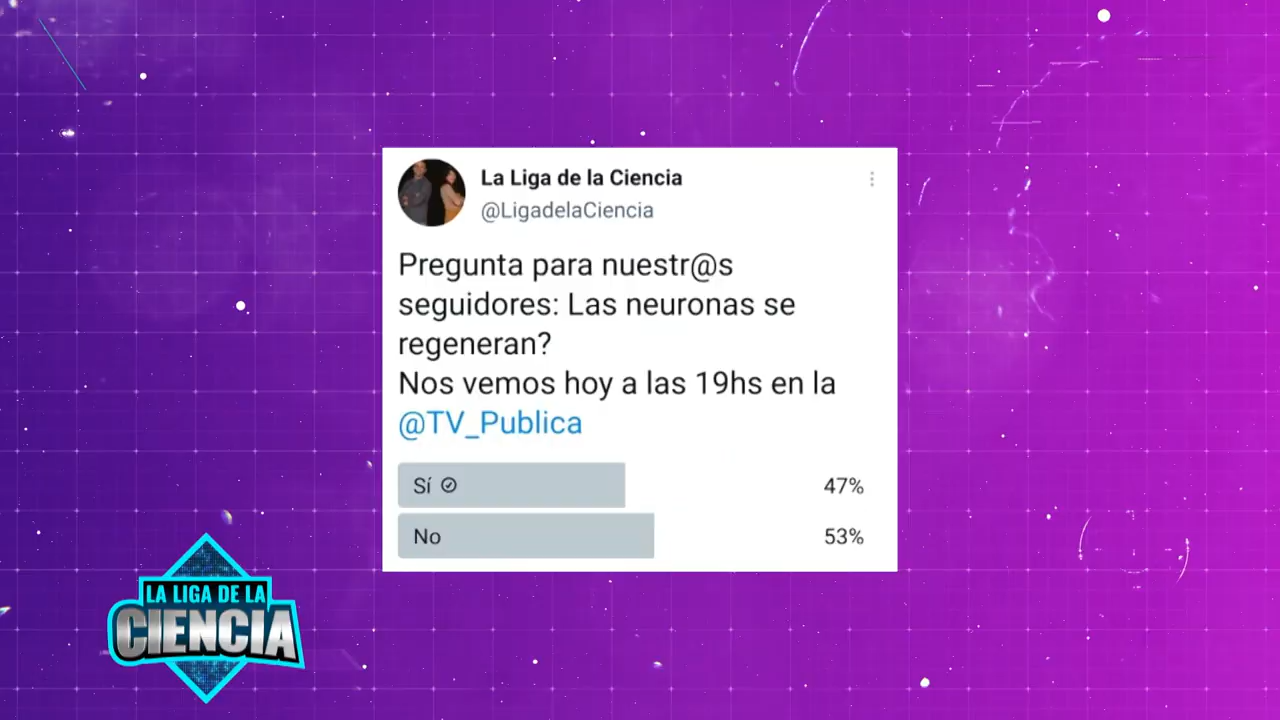 La Liga de la Ciencia
@LigadelaCiencia
Pregunta para nuestr@s
seguidores: Las neuronas se
regeneran?
Nos vemos hoy a las 19hs en la
@TV_Publica
Sí
47%
No
53%
LA LIGA DE LA
CIENCIA